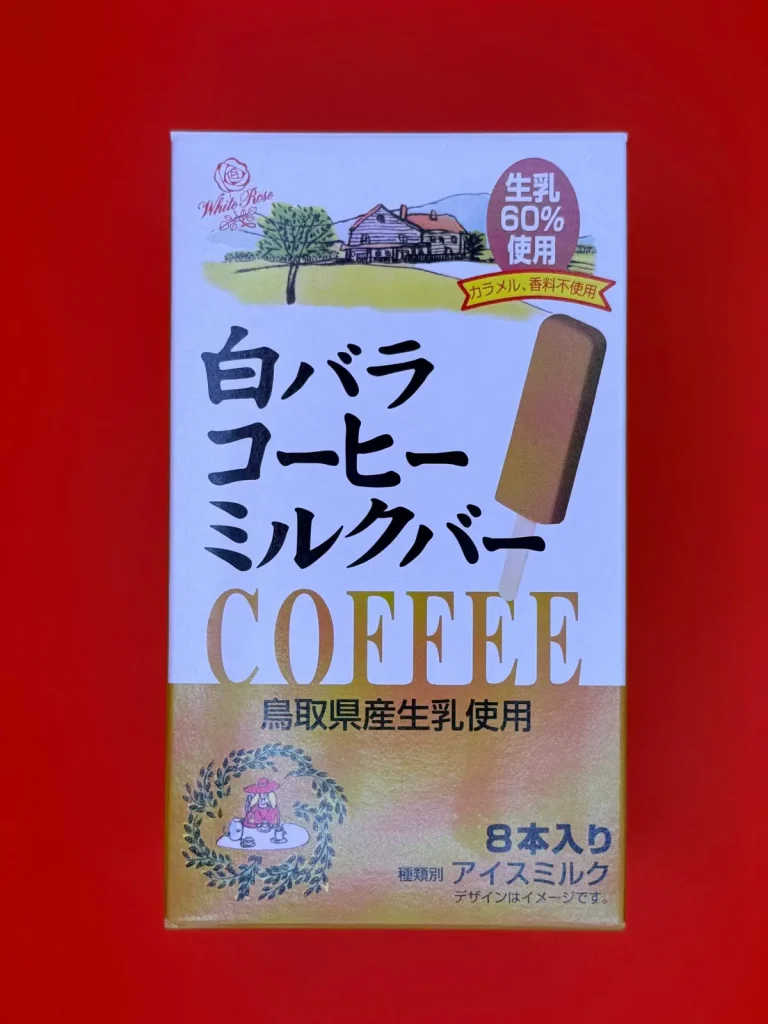 白
White Rose
生乳
60%
使用
カラメル、香料不使用
白バラ
コーヒー
ミルクバー
COFFEE
鳥取県産生乳使用
8本入り
種類別 アイスミルク
デザインはイメージです。